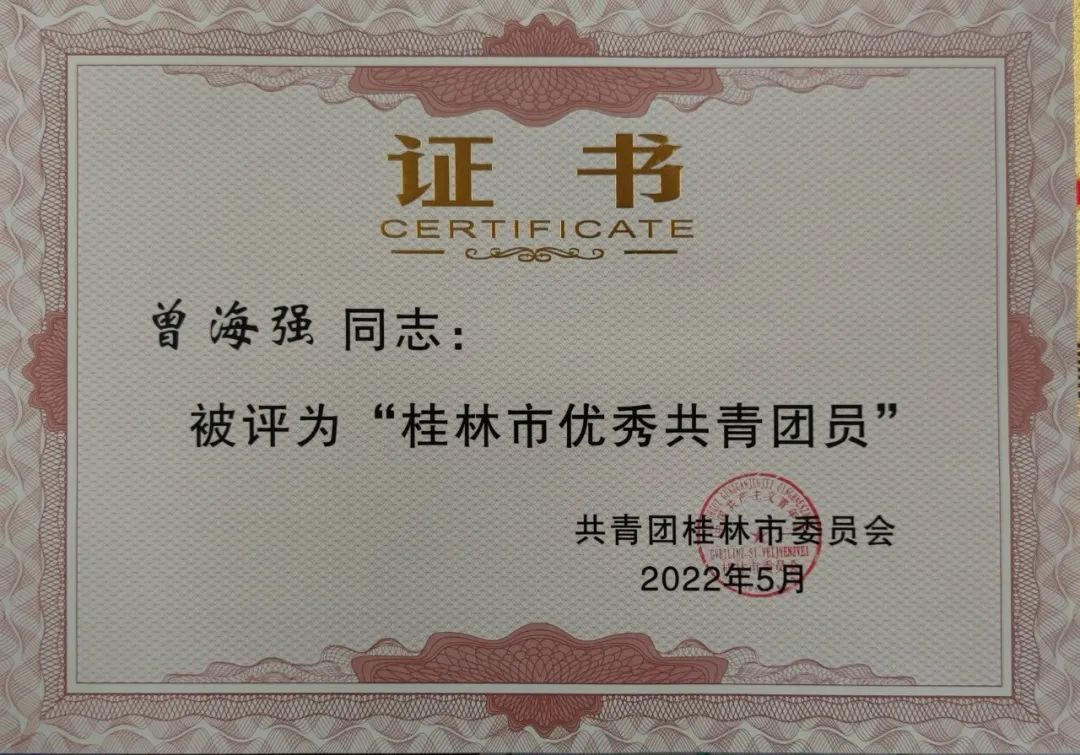 证书
CERTIFICATE
曾海强 同志：
被评为“桂林市优秀共青团员”
共青团桂林市委员会
2022年5月